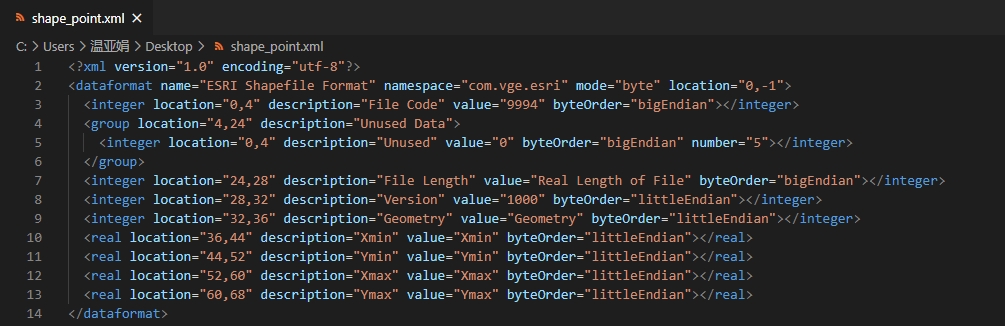 shape_point.xml
C: > Users > 温亚娟 > Desktop > shape_point.xml
1 <?xml version="1.0" encoding="utf-8"?>
2 <dataformat name="ESRI Shapefile Format" namespace="com.vge.esri" mode="byte" location="0,-1">
3 <integer location="0,4" description="File Code" value="9994" byteOrder="bigEndian"></integer>
4 <group location="4,24" description="Unused Data">
5 <integer location="0,4" description="Unused" value="0" byteOrder="bigEndian" number="5"></integer>
6 </group>
7 <integer location="24,28" description="File Length" value="Real Length of File" byteOrder="bigEndian"></integer>
8 <integer location="28,32" description="Version" value="1000" byteOrder="littleEndian"></integer>
9 <integer location="32,36" description="Geometry" value="Geometry" byteOrder="littleEndian"></integer>
10 <real location="36,44" description="Xmin" value="Xmin" byteOrder="littleEndian"></real>
11 <real location="44,52" description="Ymin" value="Ymin" byteOrder="littleEndian"></real>
12 <real location="52,60" description="Xmax" value="Xmax" byteOrder="littleEndian"></real>
13 <real location="60,68" description="Ymax" value="Ymax" byteOrder="littleEndian"></real>
14 </dataformat>